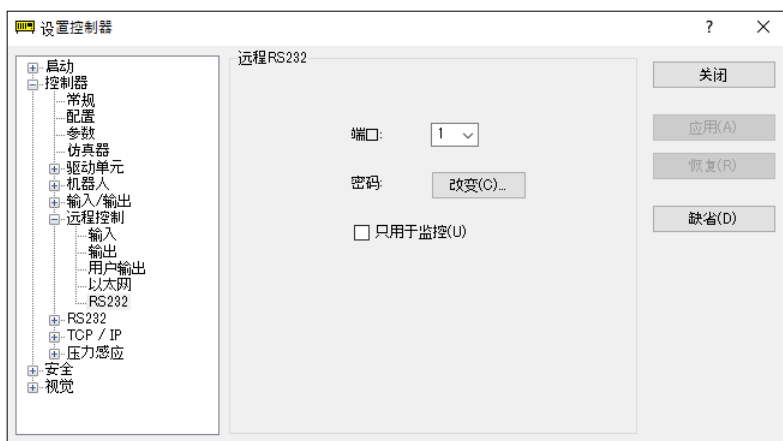 设置控制器
? ×
启动
控制器
常规
配置
参数
仿真器
驱动单元
机器人
输入/输出
远程控制
输入
输出
用户输出
以太网
RS232
RS232
TCP / IP
压力感应
安全
视觉
远程RS232
端口: 1
密码: 改变(C)...
只用于监控(U)
关闭
应用(A)
恢复(R)
缺省(D)